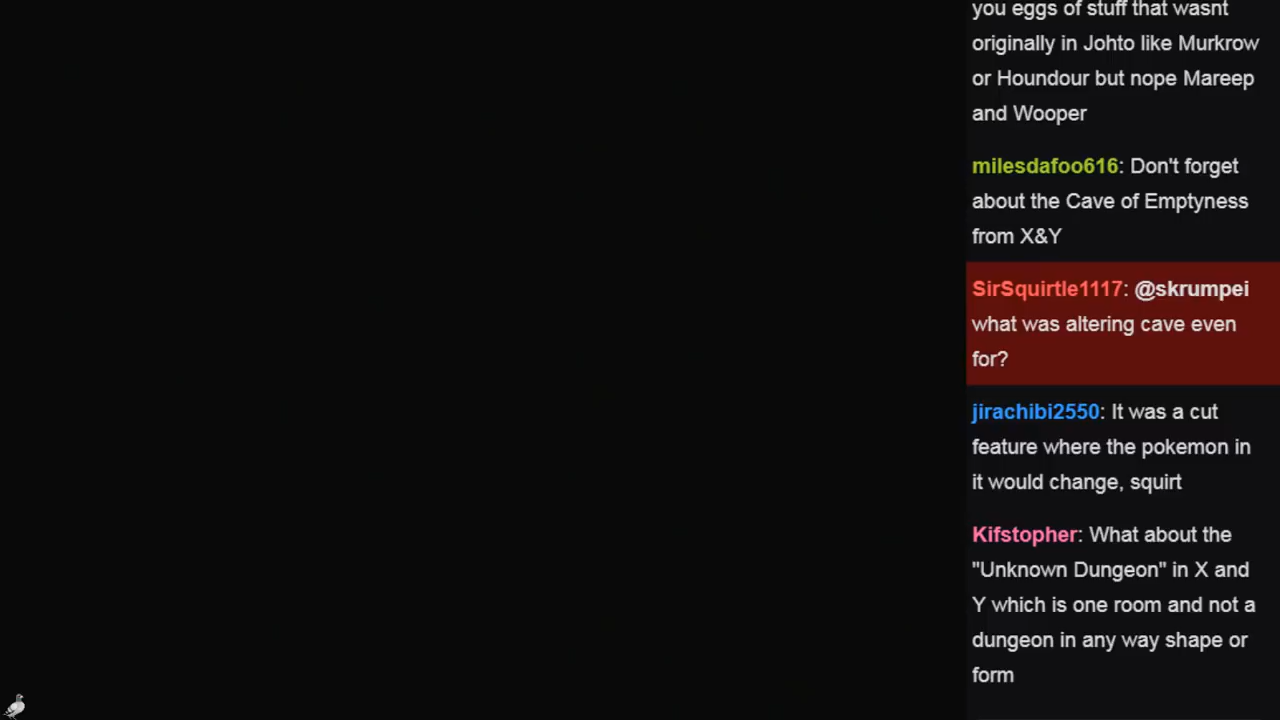 you eggs of stuff that wasnt
originally in Johto like Murkrow
or Houndour but nope Mareep
and Wooper
milesdafoo616: Don't forget
about the Cave of Emptyness
from X&Y
SirSquirtle1117: @skrumpei
what was altering cave even
for?
jirachibi2550: It was a cut
feature where the pokemon in
it would change, squirt
Kifstopher: What about the
"Unknown Dungeon" in X and
Y which is one room and not a
dungeon in any way shape or
form